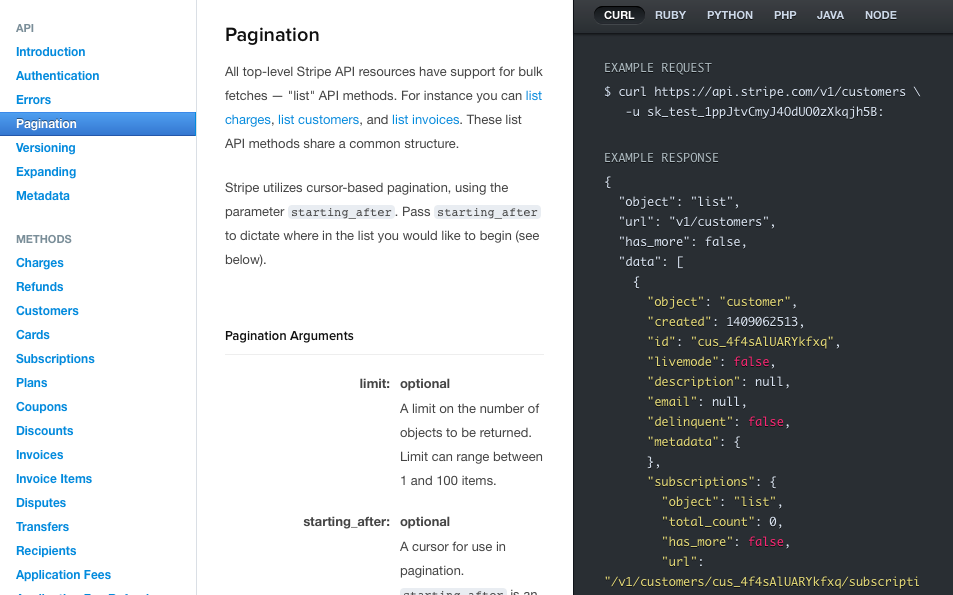 API
Introduction
Authentication
Errors
Pagination
Versioning
Expanding
Metadata
METHODS
Charges
Refunds
Customers
Cards
Subscriptions
Plans
Coupons
Discounts
Invoices
Invoice Items
Disputes
Transfers
Recipients
Application Fees
Pagination
All top-level Stripe API resources have support for bulk
fetches — "list" API methods. For instance you can list
charges, list customers, and list invoices. These list
API methods share a common structure.
Stripe utilizes cursor-based pagination, using the
parameter starting_after. Pass starting_after
to dictate where in the list you would like to begin (see
below).
Pagination Arguments
limit: optional
A limit on the number of
objects to be returned.
Limit can range between
1 and 100 items.
starting_after: optional
A cursor for use in
pagination.
starting_after is an
CURL RUBY PYTHON PHP JAVA NODE
EXAMPLE REQUEST
$ curl https://api.stripe.com/v1/customers \
-u sk_test_1ppJtvCmyJ4OdUO0zXkqjh5B:
EXAMPLE RESPONSE
{
"object": "list",
"url": "v1/customers",
"has_more": false,
"data": [
{
"object": "customer",
"created": 1409062513,
"id": "cus_4f4sAlUARYkfxq",
"livemode": false,
"description": null,
"email": null,
"delinquent": false,
"metadata": {
},
"subscriptions": {
"object": "list",
"total_count": 0,
"has_more": false,
"url":
"/v1/customers/cus_4f4sAlUARYkfxq/subscripti